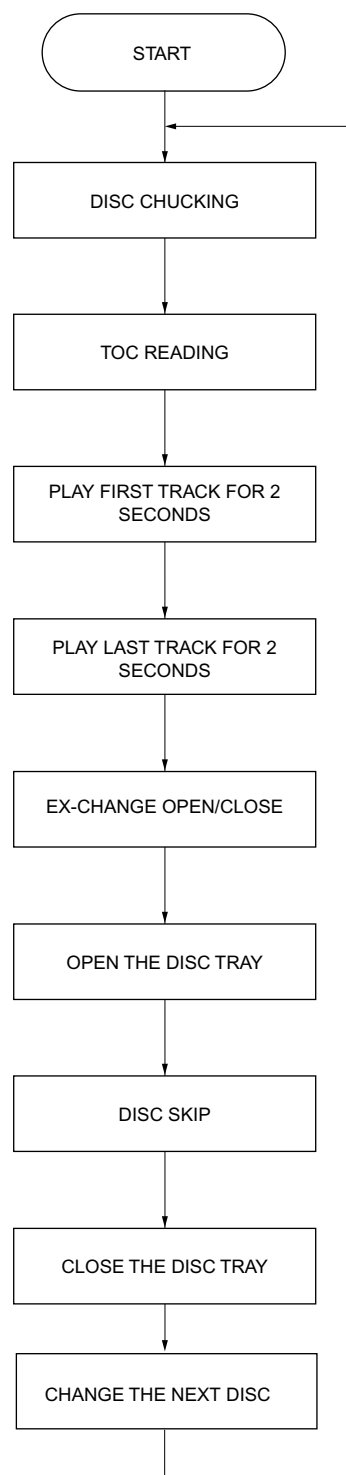 START
DISC CHUCKING
TOC READING
PLAY FIRST TRACK FOR 2
SECONDS
PLAY LAST TRACK FOR 2
SECONDS
EX-CHANGE OPEN/CLOSE
OPEN THE DISC TRAY
DISC SKIP
CLOSE THE DISC TRAY
CHANGE THE NEXT DISC